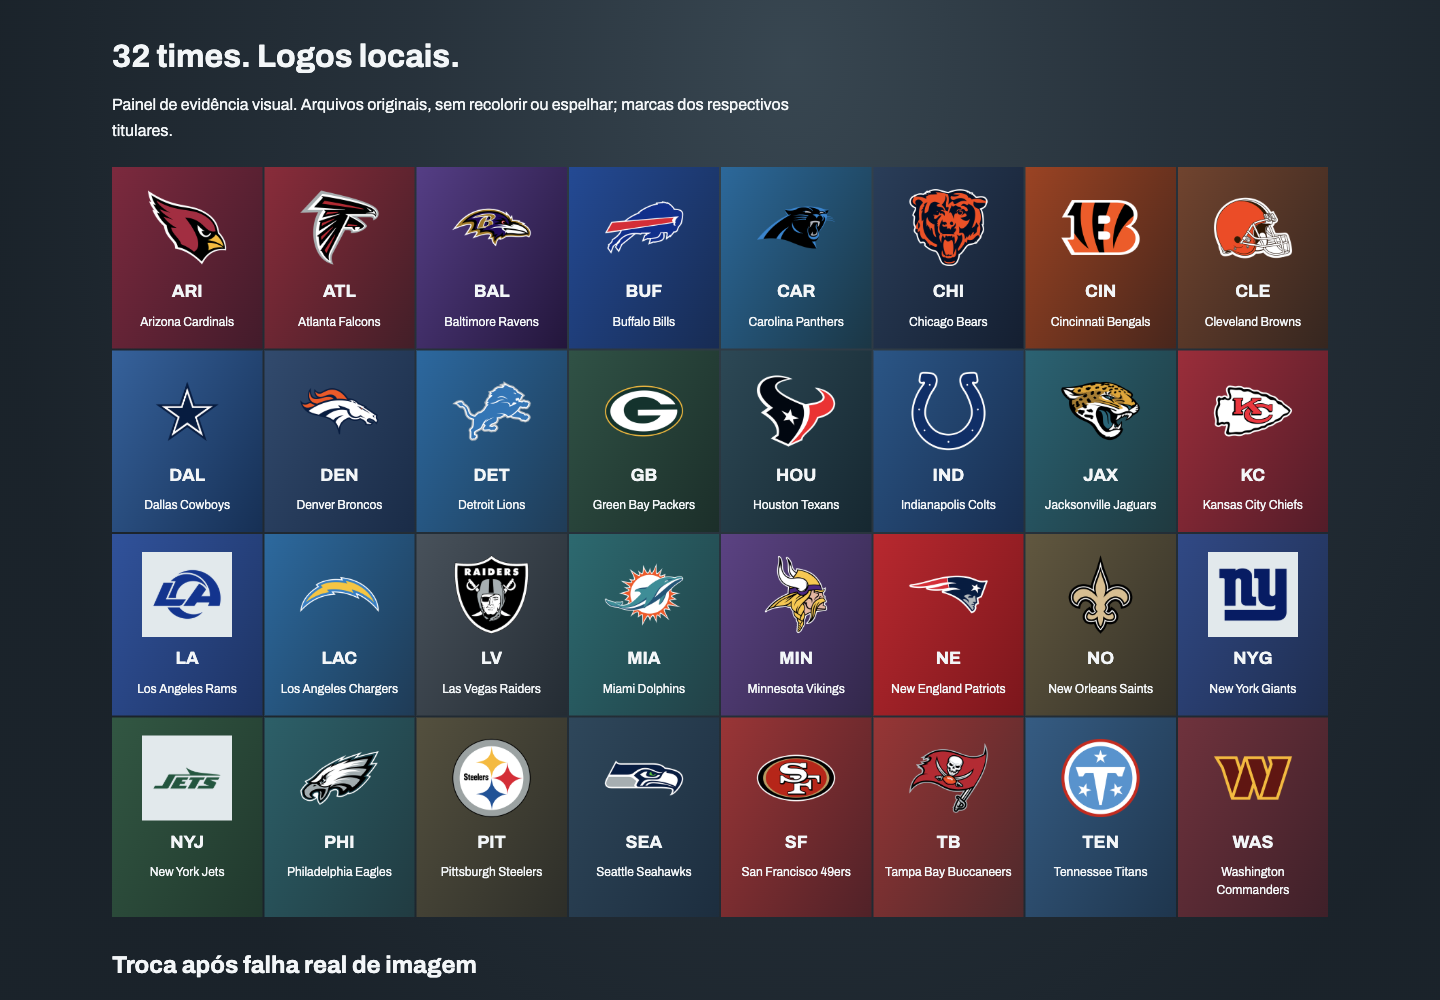 32 times. Logos locais.
Painel de evidência visual. Arquivos originais, sem recolorir ou espelhar; marcas dos respectivos
titulares.
ARI
Arizona Cardinals
ATL
Atlanta Falcons
B
BAL
Baltimore Ravens
BUF
Buffalo Bills
CAR
Carolina Panthers
CHI
Chicago Bears
B
CIN
Cincinnati Bengals
CLE
Cleveland Browns
DAL
Dallas Cowboys
DEN
Denver Broncos
DET
Detroit Lions
G
GB
Green Bay Packers
HOU
Houston Texans
IND
Indianapolis Colts
JAX
Jacksonville Jaguars
KC
KC
Kansas City Chiefs
LA
LA
Los Angeles Rams
LAC
Los Angeles Chargers
RAIDERS
LV
Las Vegas Raiders
MIA
Miami Dolphins
MIN
Minnesota Vikings
NE
New England Patriots
NO
New Orleans Saints
ny
NYG
New York Giants
JETS
NYJ
New York Jets
PHI
Philadelphia Eagles
Steelers
PIT
Pittsburgh Steelers
SEA
Seattle Seahawks
SF
SF
San Francisco 49ers
TB
Tampa Bay Buccaneers
T
TEN
Tennessee Titans
W
WAS
Washington
Commanders
Troca após falha real de imagem